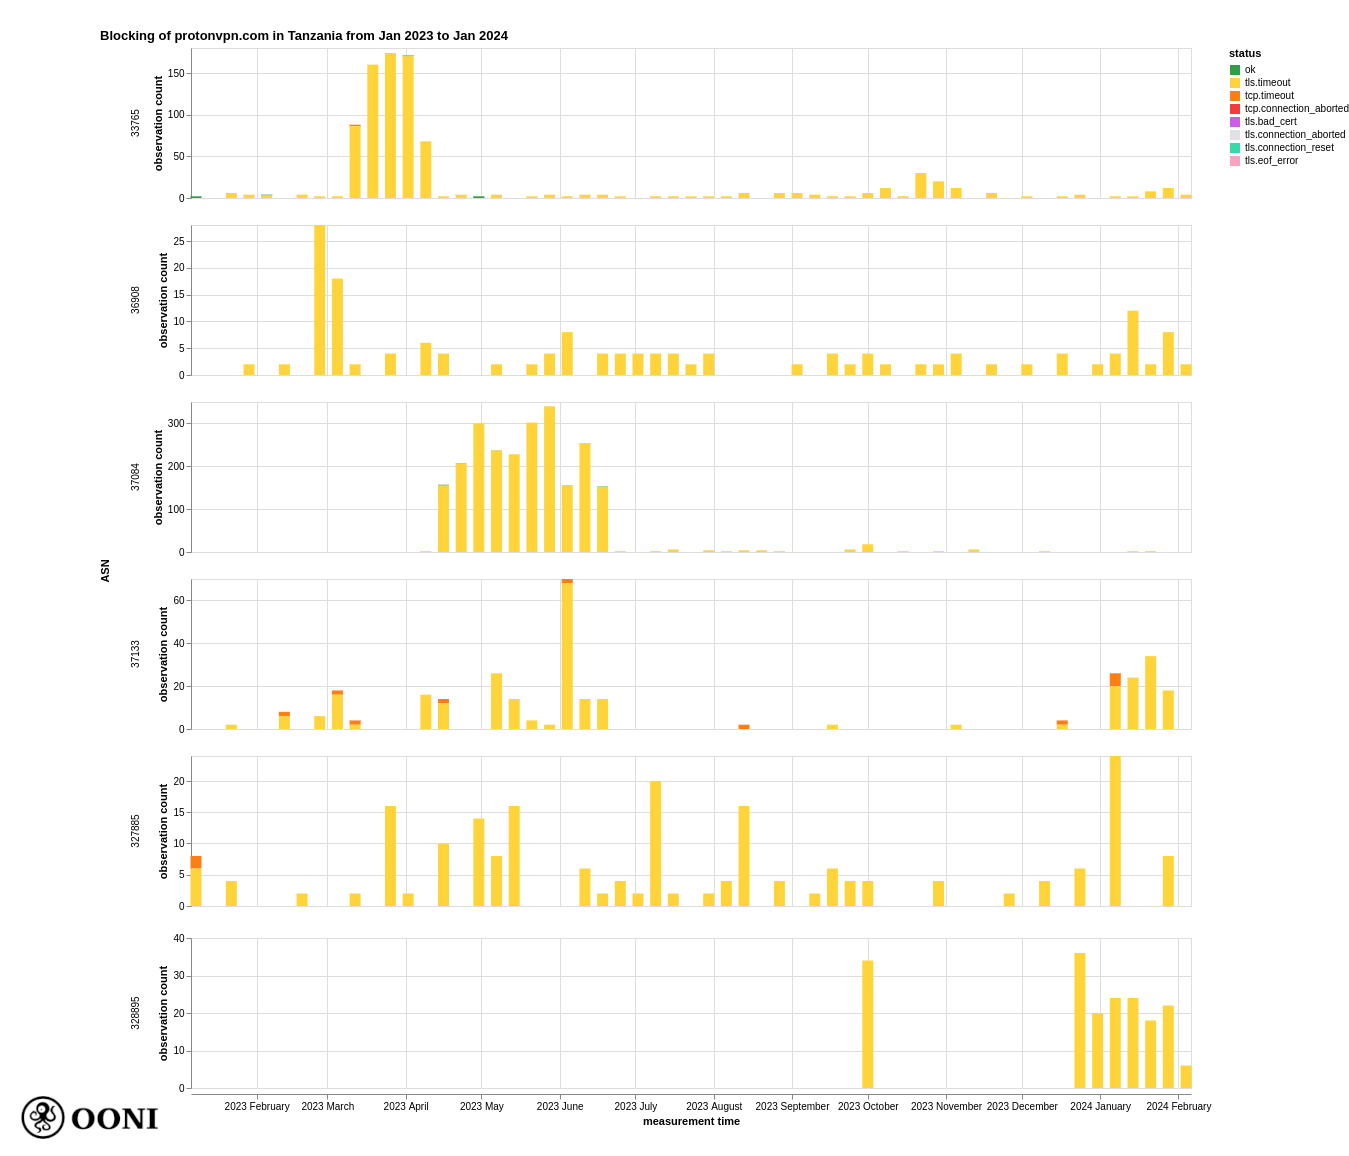 Blocking of protonvpn.com in Tanzania from Jan 2023 to Jan 2024
status
ok
tls.timeout
tcp.timeout
tcp.connection_aborted
tls.bad_cert
tls.connection_aborted
tls.connection_reset
tls.eof_error
ASN
33765
observation count
150
100
50
0
36908
observation count
25
20
15
10
5
0
37084
observation count
300
200
100
0
37133
observation count
60
40
20
0
327885
observation count
20
15
10
5
0
328895
observation count
40
30
20
10
0
2023 February 2023 March 2023 April 2023 May 2023 June 2023 July 2023 August 2023 September 2023 October 2023 November 2023 December 2024 January 2024 February
measurement time
OONI